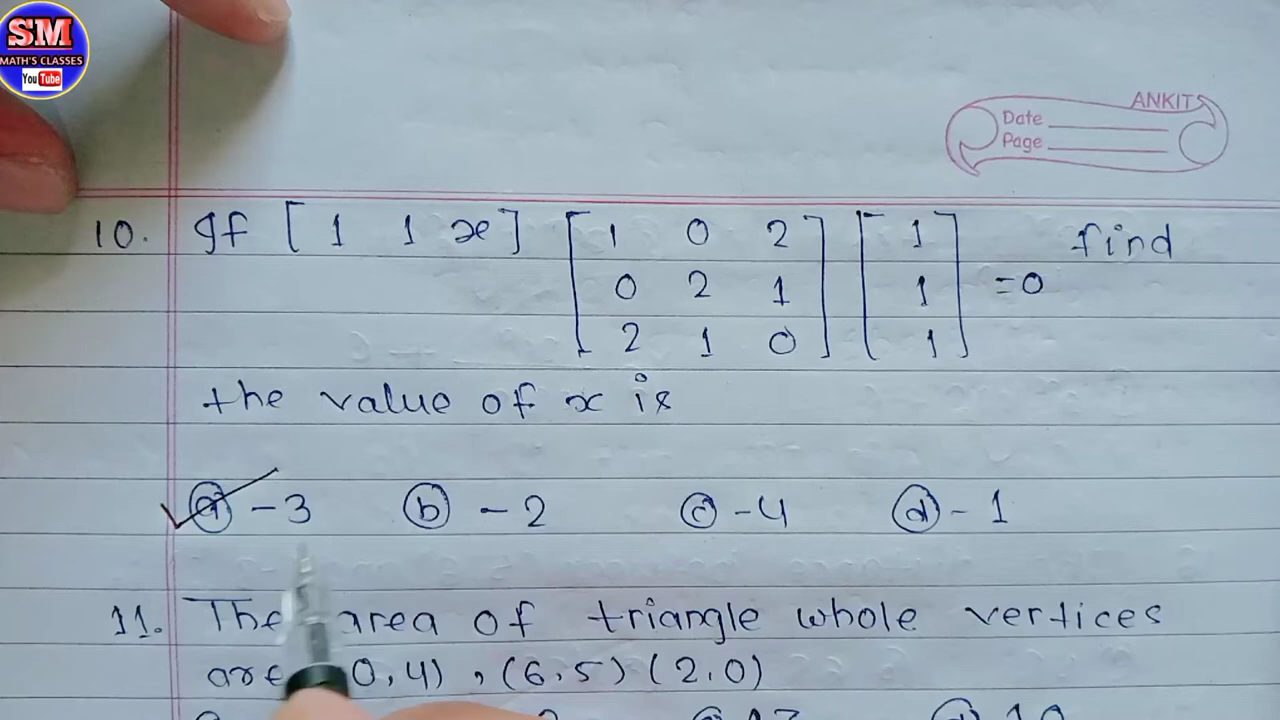 SM
MATH'S CLASSES
YouTube
ANKIT
Date
Page
10. If [ 1 1 x ] [ 1 0 2 ] [ 1 ] find
0 2 1 1 =0
2 1 0 1
the value of x is
(a) -3 (b) -2 (c) -4 (d) -1
11. The area of triangle whole vertices
are 0,4) , (6,5) (2,0)